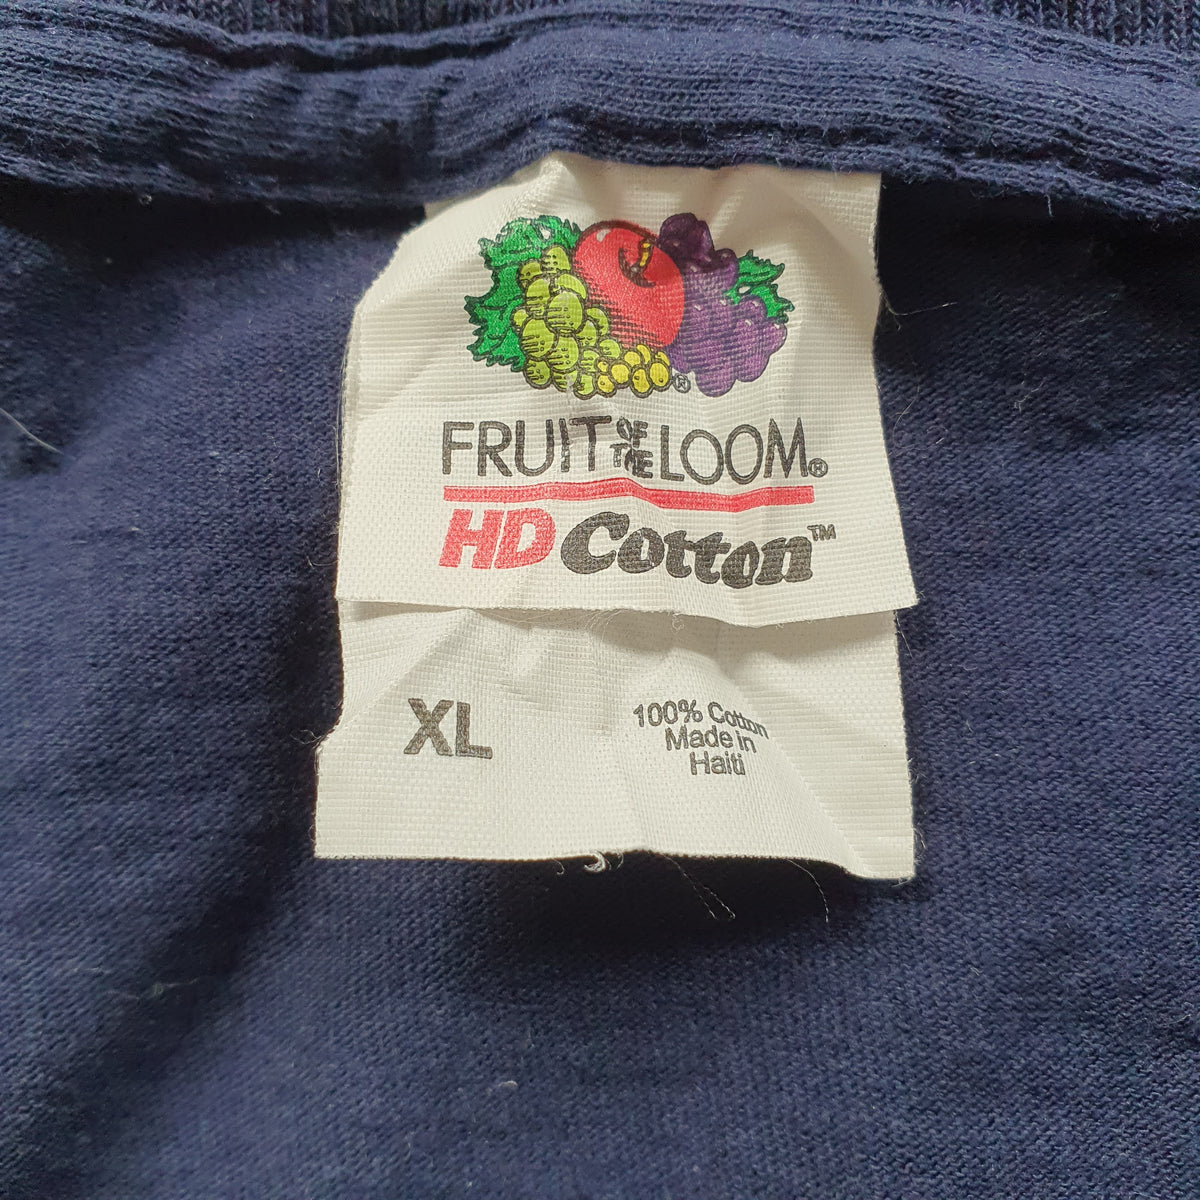 ®
FRUIT OF THE LOOM®
HD Cotton™
XL
100% Cotton
Made in
Haiti